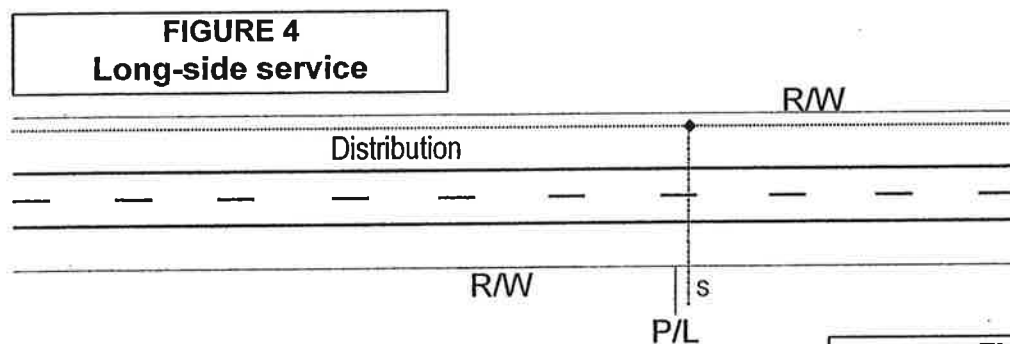 FIGURE 4
Long-side service
R/W
Distribution
R/W
s
P/L